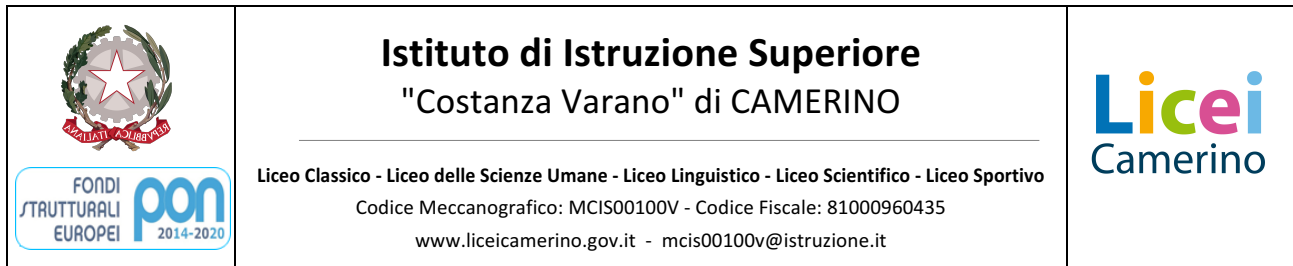 REPVBBLICA ITALIANA
FONDI
STRUTTURALI
EUROPEI
pon
2014-2020
Istituto di Istruzione Superiore
"Costanza Varano" di CAMERINO
Liceo Classico - Liceo delle Scienze Umane - Liceo Linguistico - Liceo Scientifico - Liceo Sportivo
Codice Meccanografico: MCIS00100V - Codice Fiscale: 81000960435
www.liceicamerino.gov.it - mcis00100v@istruzione.it
Licei
Camerino